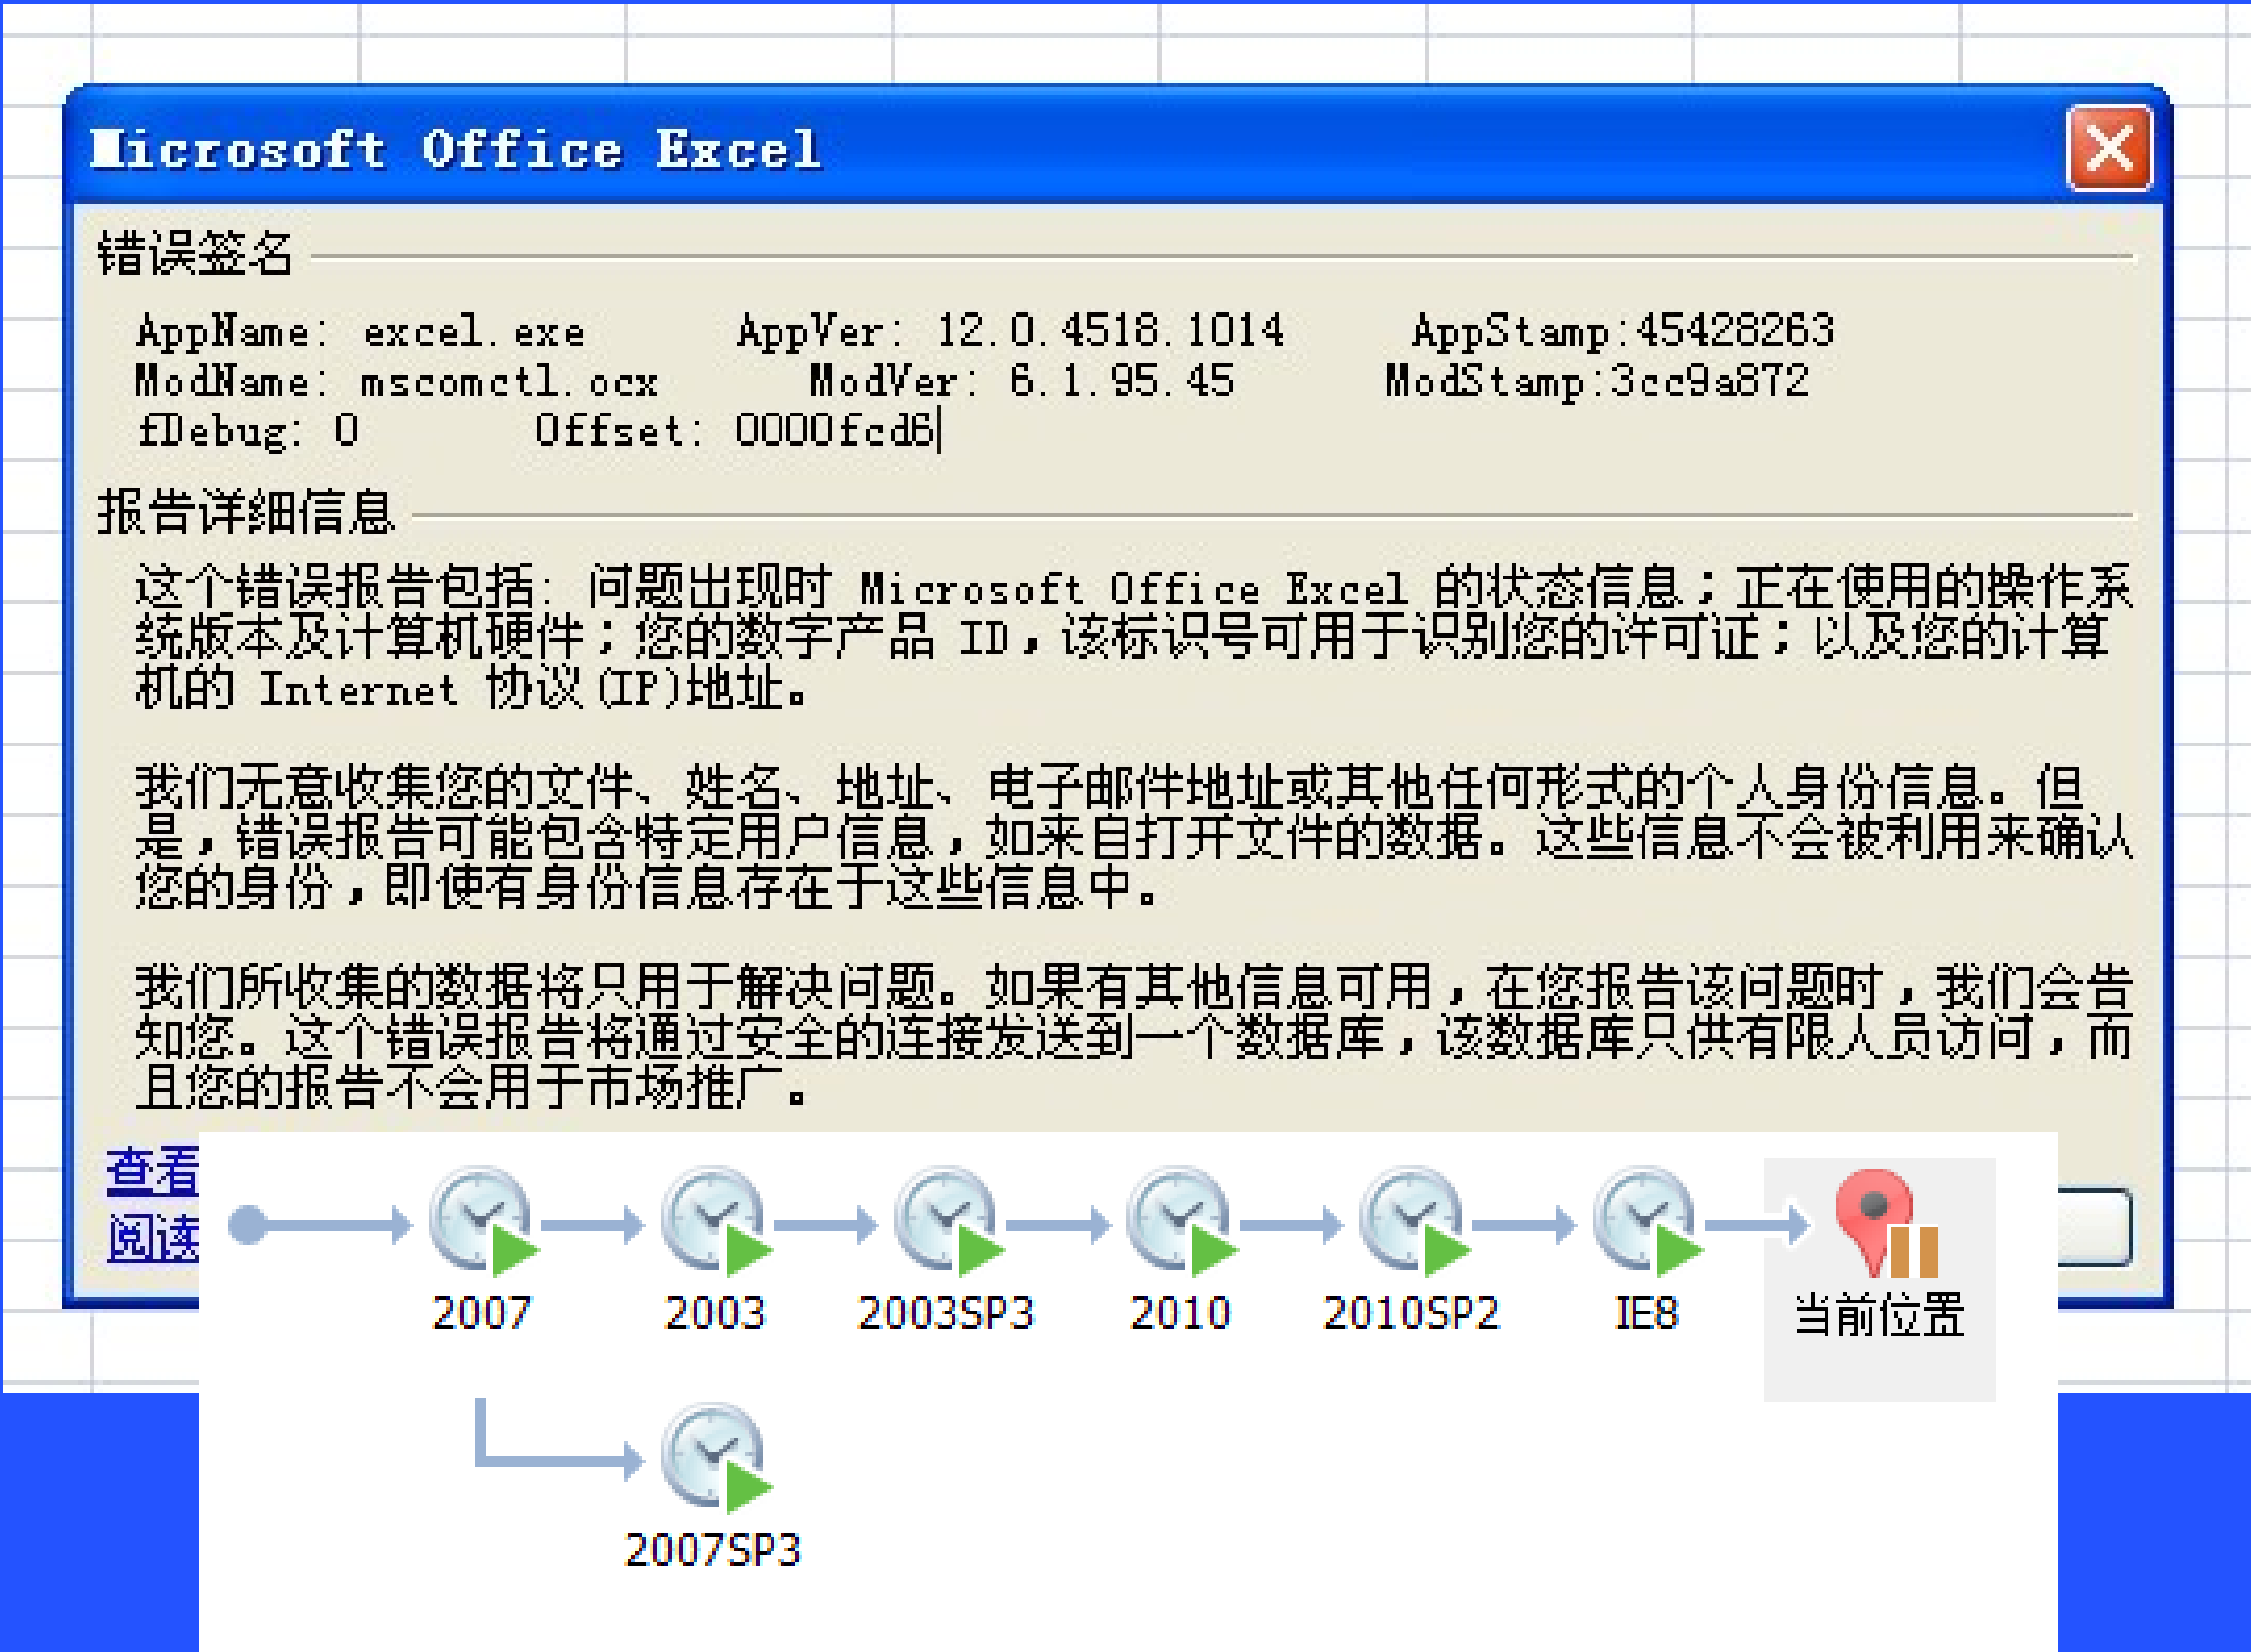 Microsoft Office Excel
错误签名
AppName: excel.exe AppVer: 12.0.4518.1014 AppStamp:45428263
ModName: mscomctl.ocx ModVer: 6.1.95.45 ModStamp:3cc9a872
fDebug: 0 Offset: 0000fcd6
报告详细信息
这个错误报告包括: 问题出现时 Microsoft Office Excel 的状态信息；正在使用的操作系
统版本及计算机硬件；您的数字产品 ID，该标识号可用于识别您的许可证；以及您的计算
机的 Internet 协议(IP)地址。
我们无意收集您的文件、姓名、地址、电子邮件地址或其他任何形式的个人身份信息。但
是，错误报告可能包含特定用户信息，如来自打开文件的数据。这些信息不会被利用来确认
您的身份，即使有身份信息存在于这些信息中。
我们所收集的数据将只用于解决问题。如果有其他信息可用，在您报告该问题时，我们会告
知您。这个错误报告将通过安全的连接发送到一个数据库，该数据库只供有限人员访问，而
且您的报告不会用于市场推广。
查看
阅读
2007 2003 2003SP3 2010 2010SP2 IE8 当前位置
2007SP3